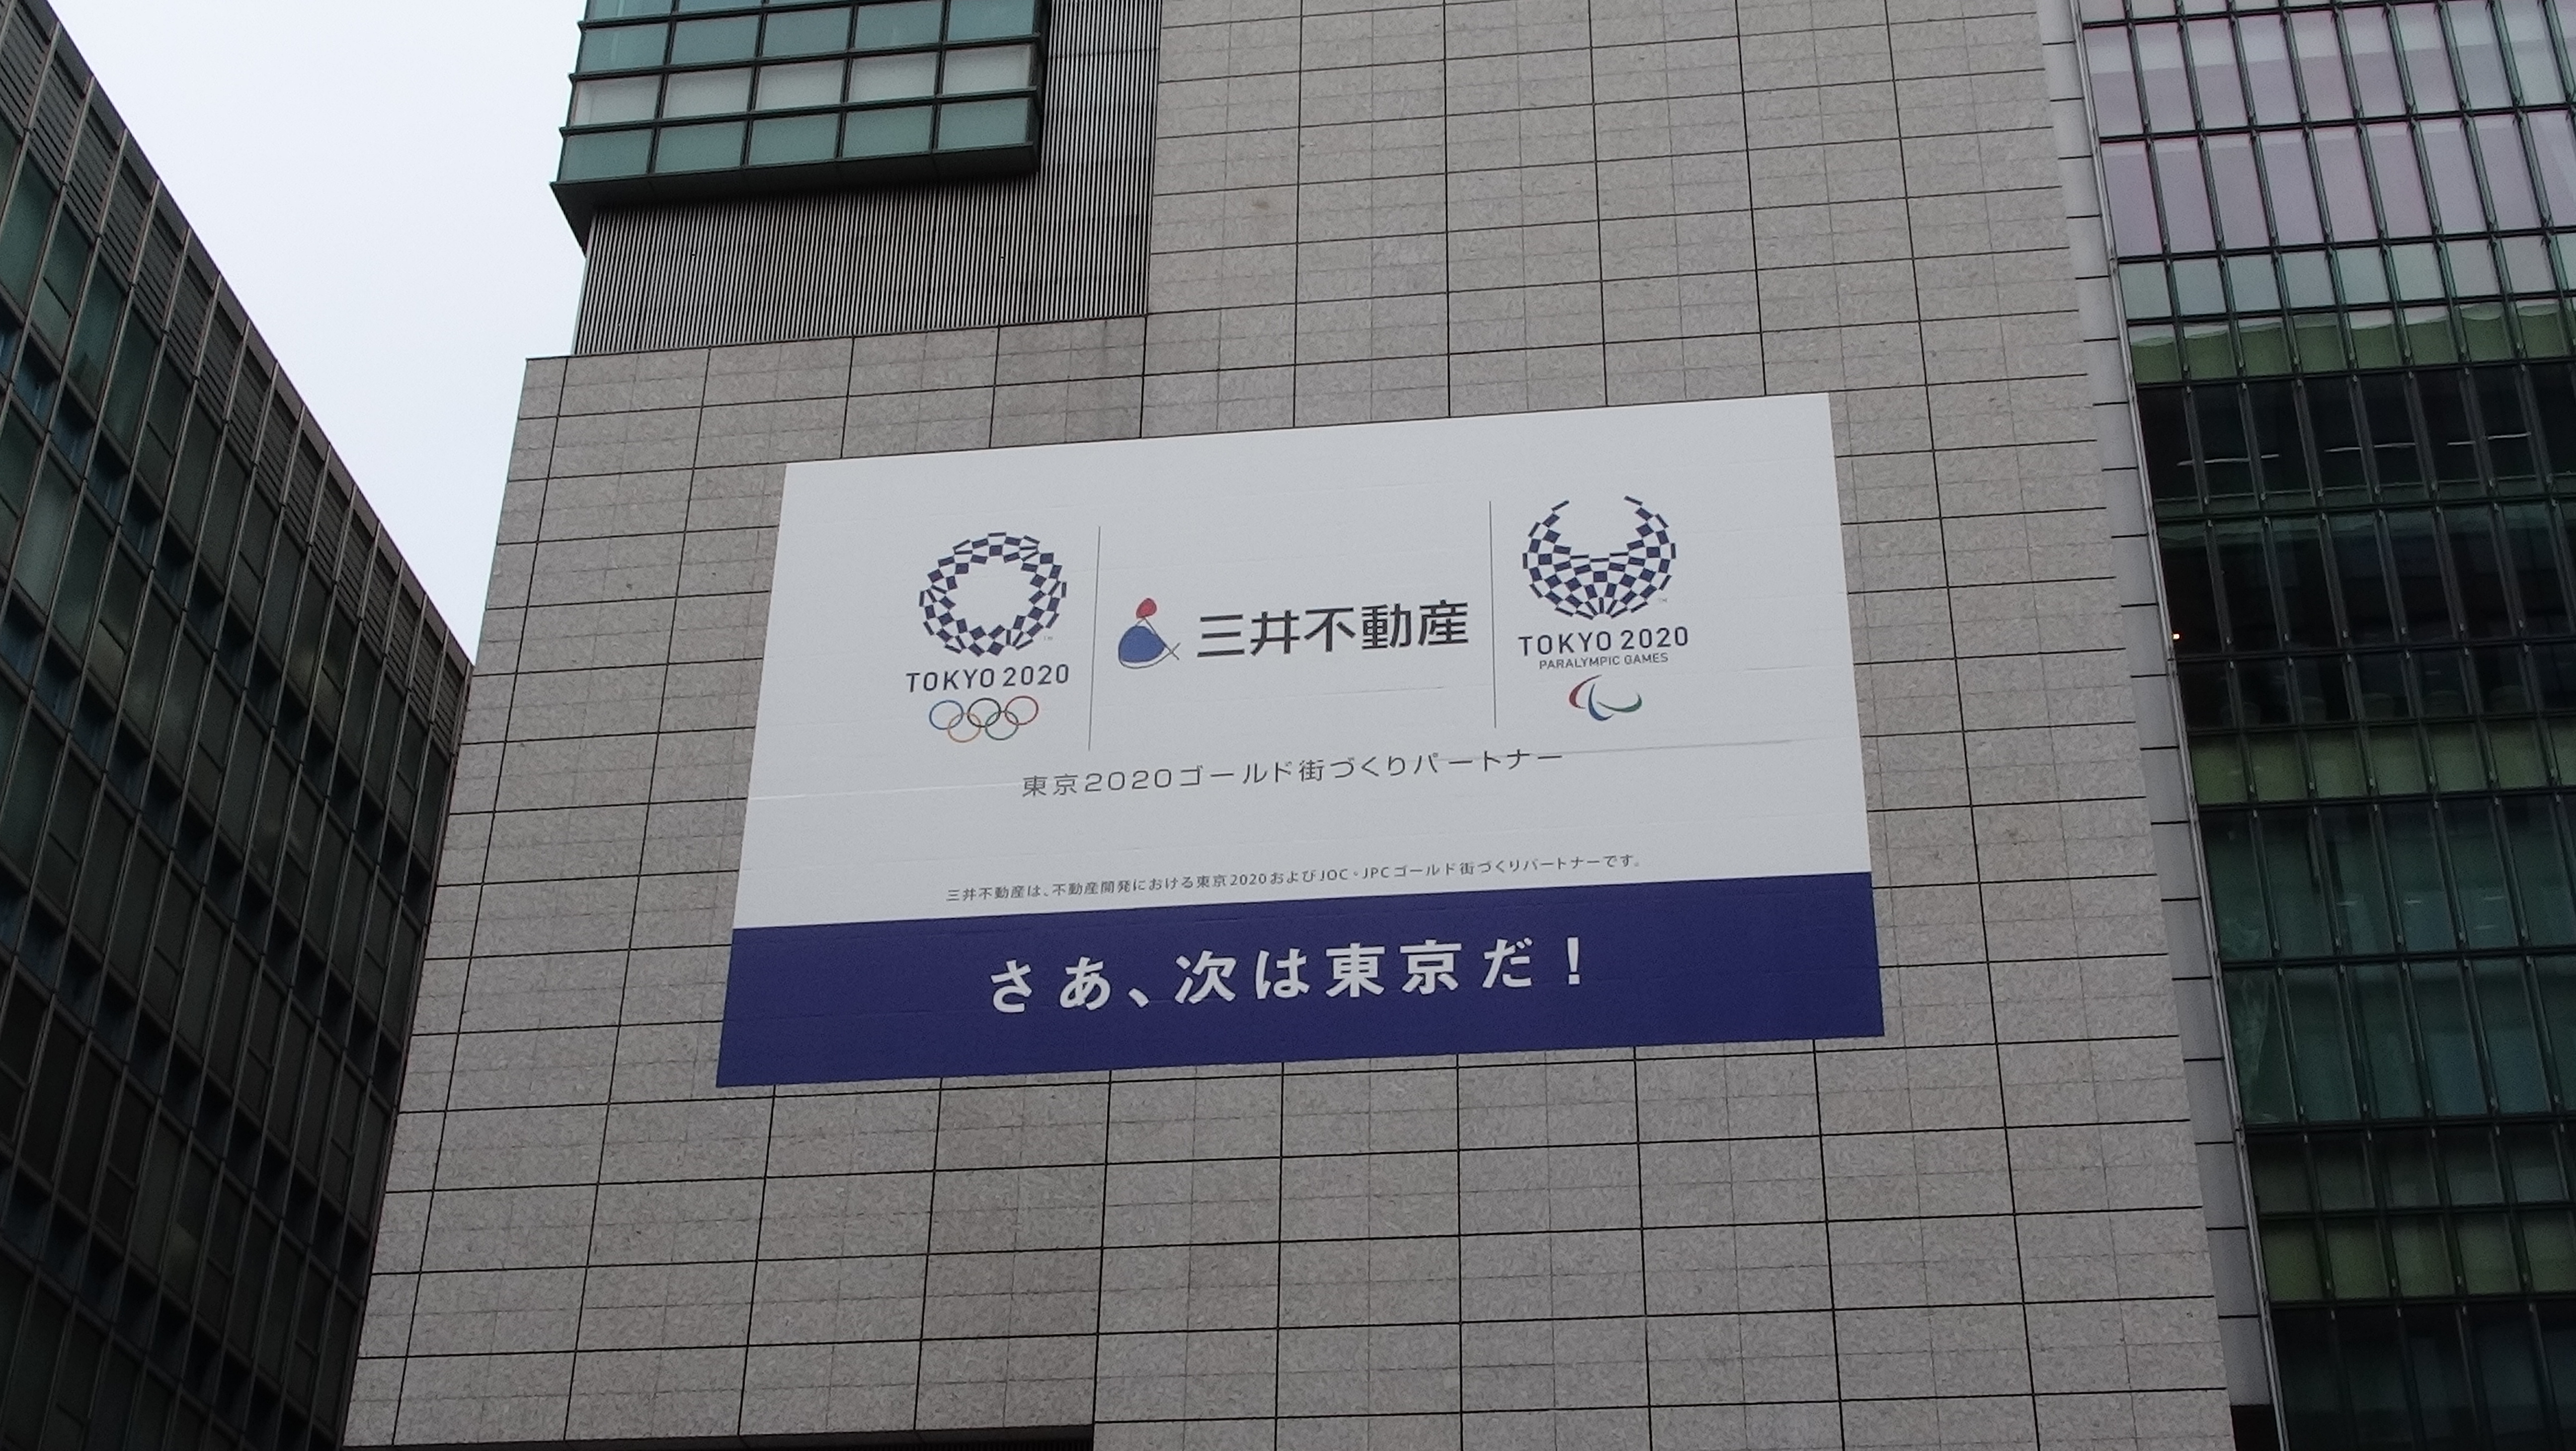 TOKYO 2020
三井不動産
TOKYO 2020
PARALYMPIC GAMES
東京2020ゴールド街づくりパートナー
三井不動産は、不動産開発における東京2020およびJOC・JPCゴールド街づくりパートナーです。
さあ、次は東京だ！